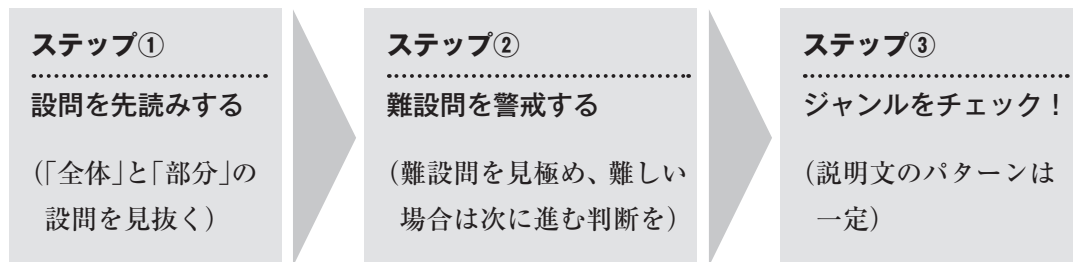 ステップ①
設問を先読みする
(「全体」と「部分」の
設問を見抜く)
ステップ②
難設問を警戒する
(難設問を見極め、難しい
場合は次に進む判断を)
ステップ③
ジャンルをチェック！
(説明文のパターンは
一定)